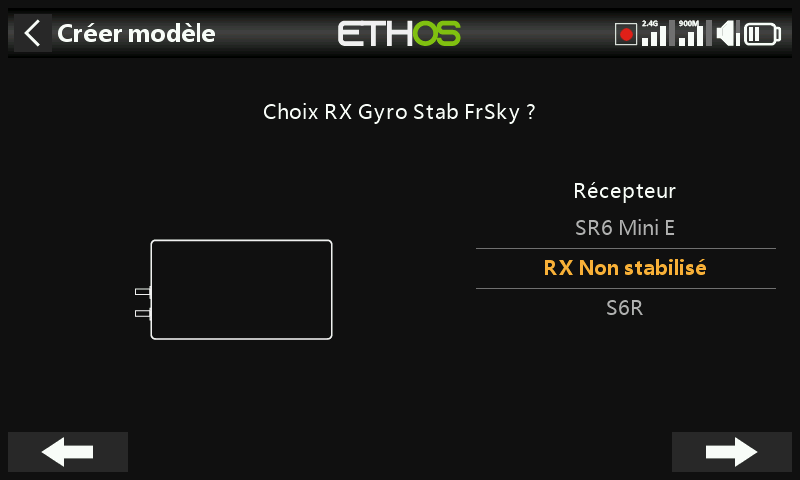 Créer modèle
ETHOS
2.4G
900M
Choix RX Gyro Stab FrSky ?
Récepteur
SR6 Mini E
RX Non stabilisé
S6R